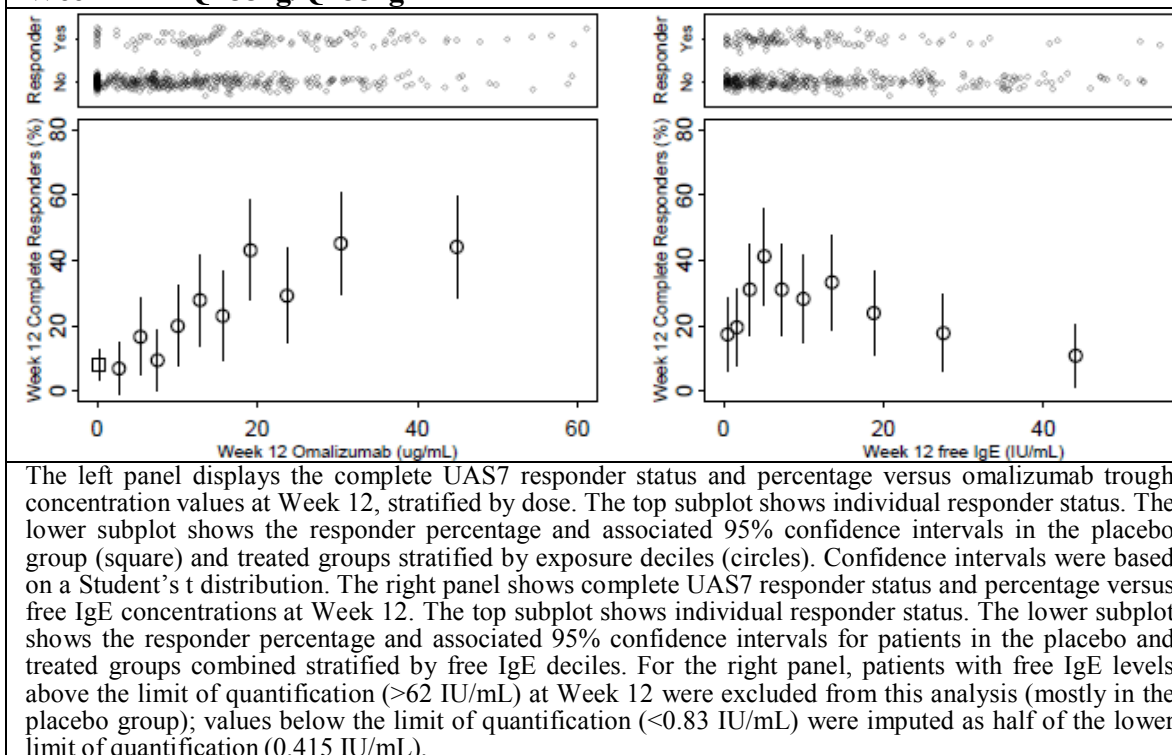 Responder
Yes
No
Week 12 Complete Responders (%)
80
60
40
20
0
0 20 40 60
Week 12 Omalizumab (ug/mL)
Responder
Yes
No
Week 12 Complete Responders (%)
80
60
40
20
0
0 20 40
Week 12 free IgE (IU/mL)
The left panel displays the complete UAS7 responder status and percentage versus omalizumab trough
concentration values at Week 12, stratified by dose. The top subplot shows individual responder status. The
lower subplot shows the responder percentage and associated 95% confidence intervals in the placebo
group (square) and treated groups stratified by exposure deciles (circles). Confidence intervals were based
on a Student's t distribution. The right panel shows complete UAS7 responder status and percentage versus
free IgE concentrations at Week 12. The top subplot shows individual responder status. The lower subplot
shows the responder percentage and associated 95% confidence intervals for patients in the placebo and
treated groups combined stratified by free IgE deciles. For the right panel, patients with free IgE levels
above the limit of quantification (>62 IU/mL) at Week 12 were excluded from this analysis (mostly in the
placebo group); values below the limit of quantification (<0.83 IU/mL) were imputed as half of the lower
limit of quantification (0.415 IU/mL).